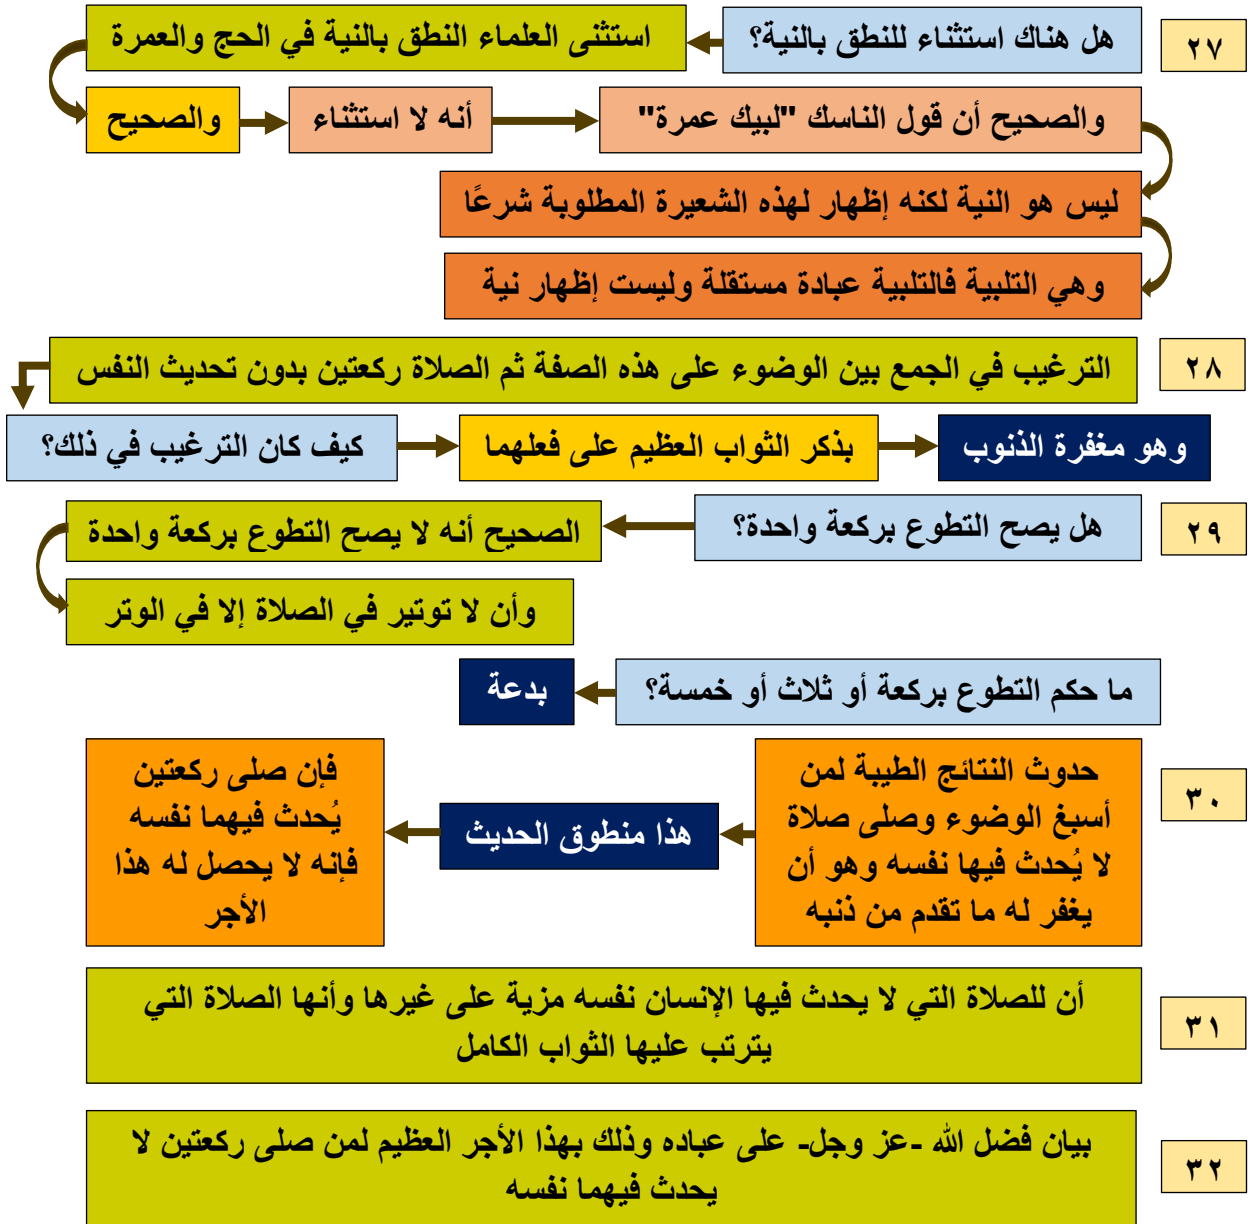 ٢٧
هل هناك استثناء للنطق بالنية؟
استثنى العلماء النطق بالنية في الحج والعمرة
والصحيح
أنه لا استثناء
والصحيح أن قول الناسك "لبيك عمرة"
ليس هو النية لكنه إظهار لهذه الشعيرة المطلوبة شرعًا
وهي التلبية فالتلبية عبادة مستقلة وليست إظهار نية
٢٨
الترغيب في الجمع بين الوضوء على هذه الصفة ثم الصلاة ركعتين بدون تحديث النفس
كيف كان الترغيب في ذلك؟
بذكر الثواب العظيم على فعلهما
وهو مغفرة الذنوب
٢٩
هل يصح التطوع بركعة واحدة؟
الصحيح أنه لا يصح التطوع بركعة واحدة
وأن لا توتير في الصلاة إلا في الوتر
ما حكم التطوع بركعة أو ثلاث أو خمسة؟
بدعة
٣٠
حدوث النتائج الطيبة لمن
أسبغ الوضوء وصلى صلاة
لا يُحدث فيها نفسه وهو أن
يغفر له ما تقدم من ذنبه
هذا منطوق الحديث
فإن صلى ركعتين
يُحدث فيهما نفسه
فإنه لا يحصل له هذا
الأجر
٣١
أن للصلاة التي لا يحدث فيها الإنسان نفسه مزية على غيرها وأنها الصلاة التي
يترتب عليها الثواب الكامل
٣٢
بيان فضل الله -عز وجل- على عباده وذلك بهذا الأجر العظيم لمن صلى ركعتين لا
يحدث فيهما نفسه